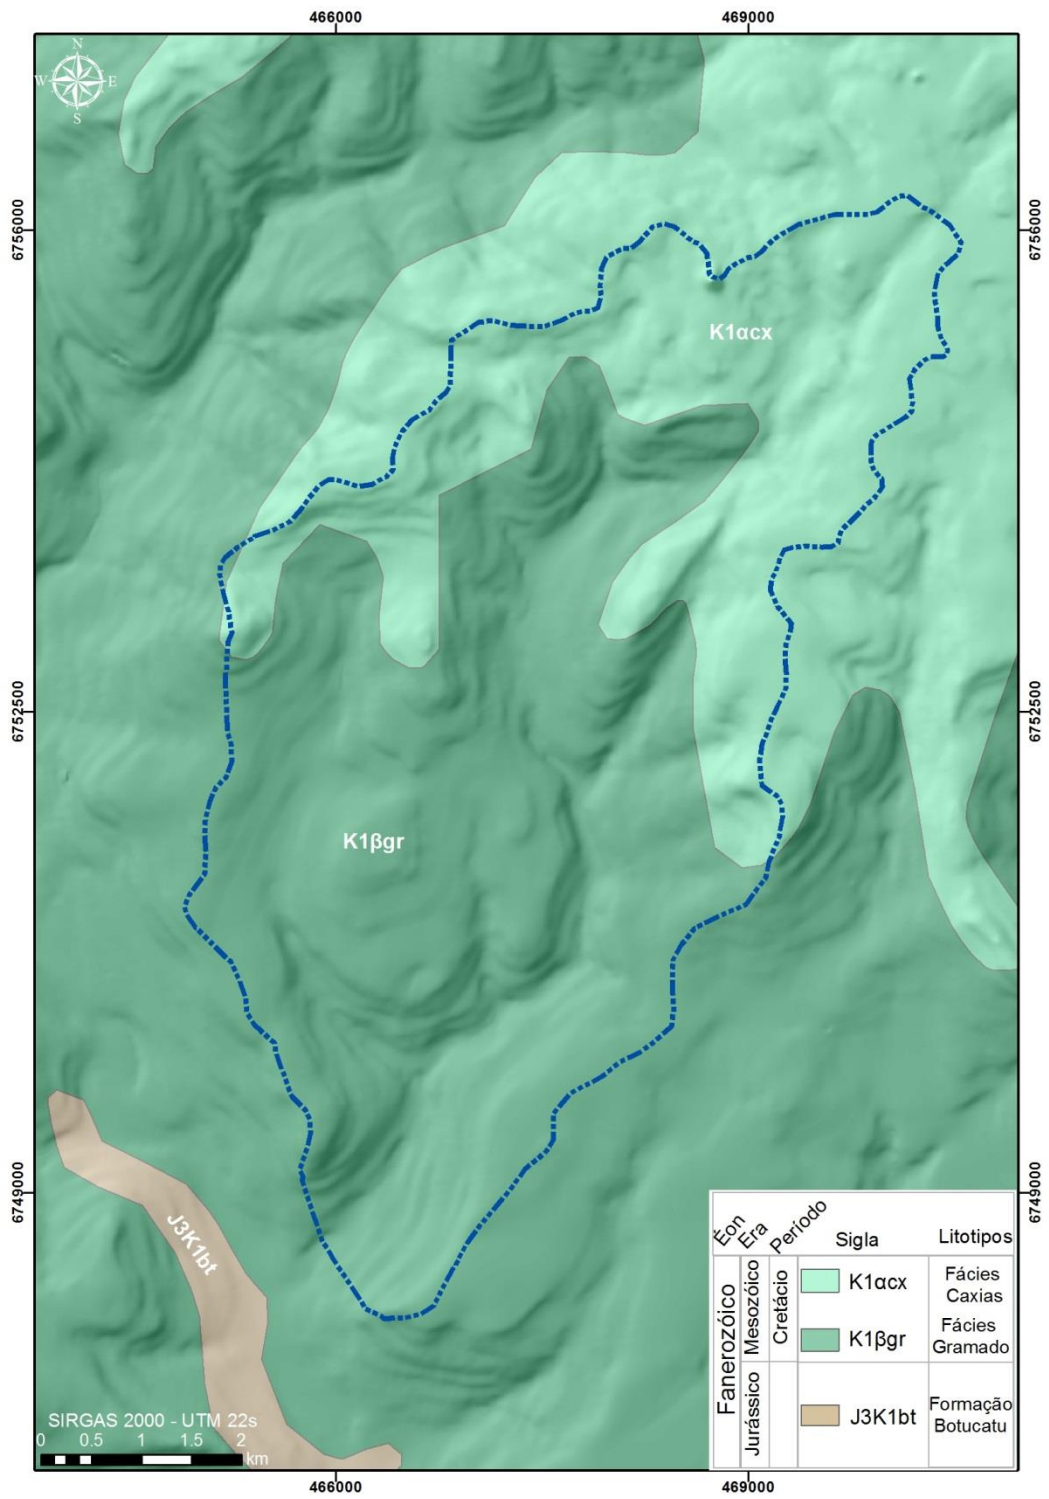 466000
469000
N
W E
S
6756000
6756000
K1αcx
6752500
6752500
K1βgr
6749000
6749000
J3K1bt
Éon
Era
Período
Sigla
Litotipos
Fanerozóico
Mesozóico
Cretácio
K1αcx
Fácies
Caxias
K1βgr
Fácies
Gramado
Jurássico
J3K1bt
Formação
Botucatu
SIRGAS 2000 - UTM 22s
0 0.5 1 1.5 2
km
466000
469000